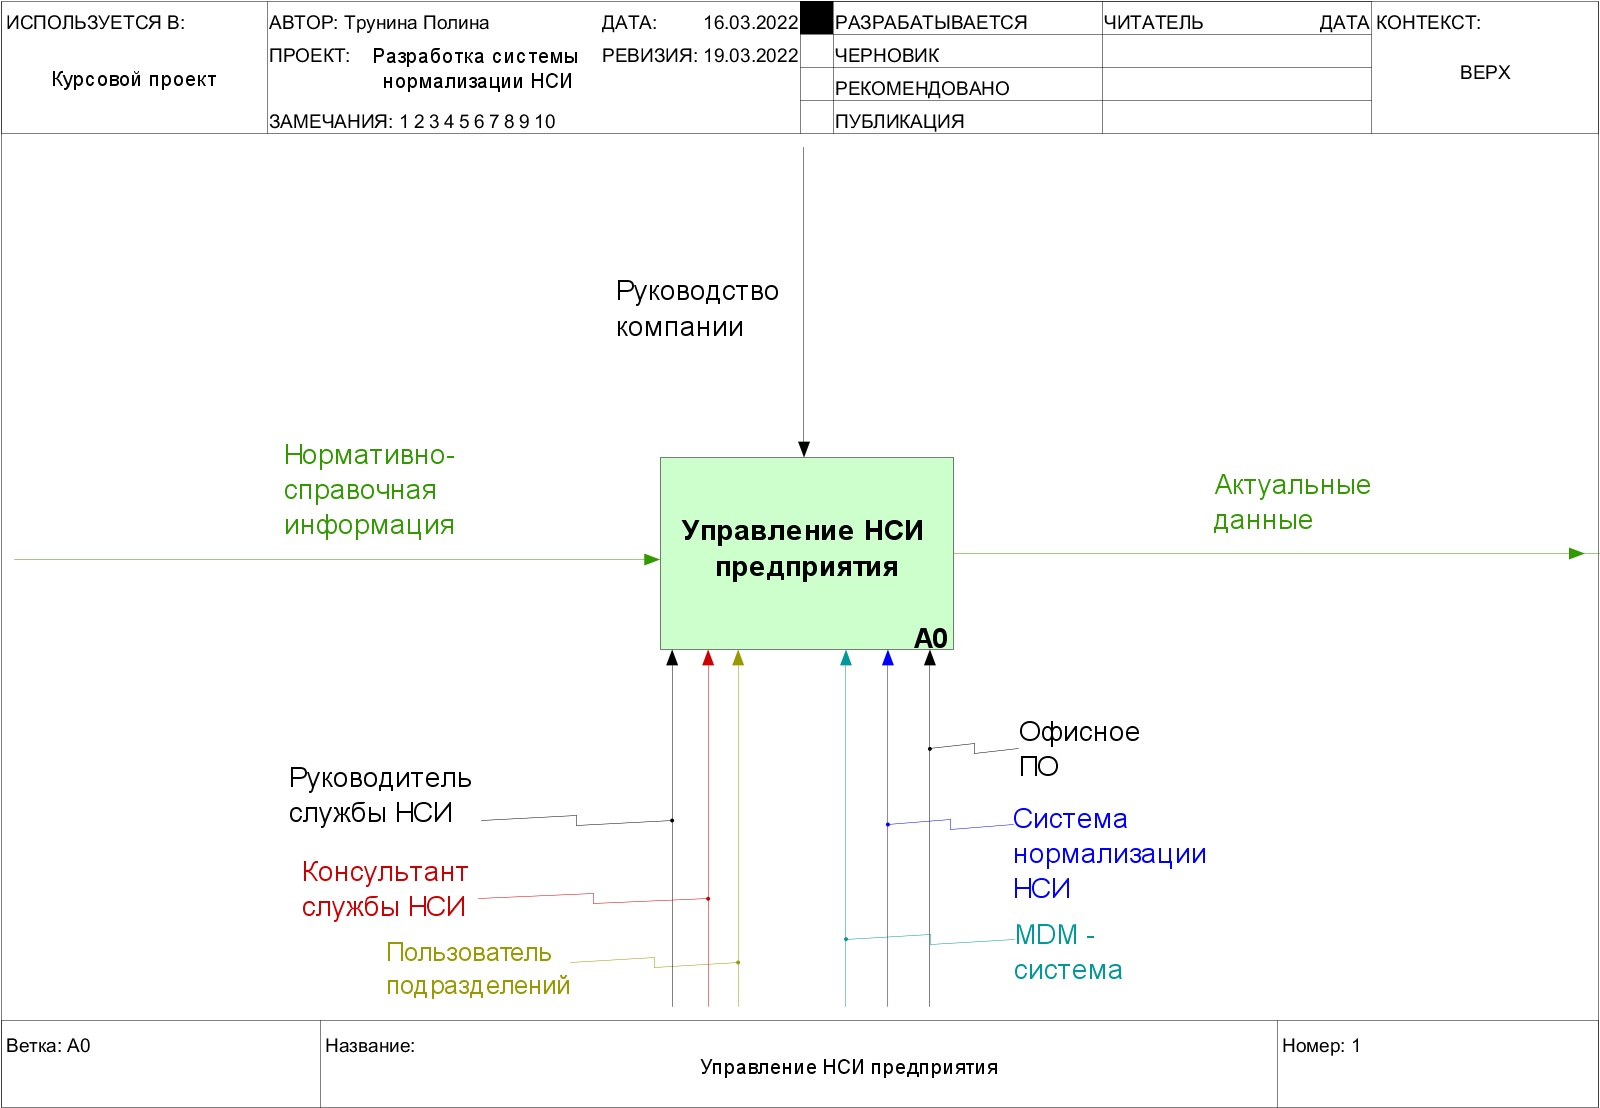 ИСПОЛЬЗУЕТСЯ В:
Курсовой проект
АВТОР: Трунина Полина
ДАТА: 16.03.2022
ПРОЕКТ: Разработка системы
нормализации НСИ
РЕВИЗИЯ: 19.03.2022
ЗАМЕЧАНИЯ: 1 2 3 4 5 6 7 8 9 10
РАЗРАБАТЫВАЕТСЯ
ЧЕРНОВИК
РЕКОМЕНДОВАНО
ПУБЛИКАЦИЯ
ЧИТАТЕЛЬ ДАТА
КОНТЕКСТ:
ВЕРХ
Руководство
компании
Нормативно-
справочная
информация
Управление НСИ
предприятия
A0
Актуальные
данные
Руководитель
службы НСИ
Консультант
службы НСИ
Пользователь
подразделений
Офисное
ПО
Система
нормализации
НСИ
MDM -
система
Ветка: A0
Название:
Управление НСИ предприятия
Номер: 1